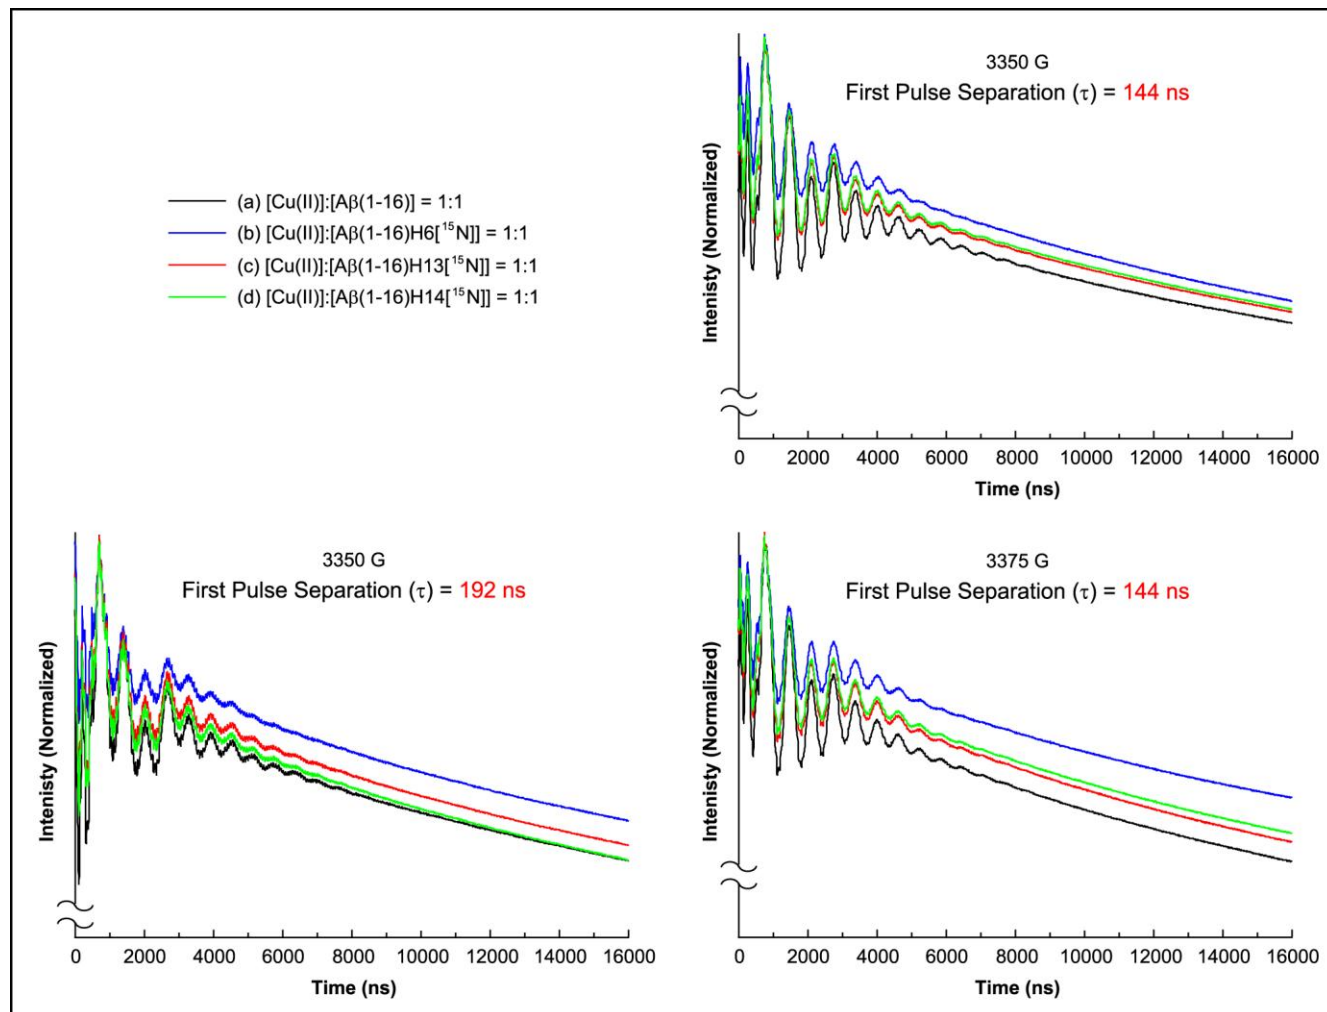 3350 G
First Pulse Separation (τ) = 144 ns
(a) [Cu(II)]:[Aβ(1-16)] = 1:1
(b) [Cu(II)]:[Aβ(1-16)H6[¹⁵N]] = 1:1
(c) [Cu(II)]:[Aβ(1-16)H13[¹⁵N]] = 1:1
(d) [Cu(II)]:[Aβ(1-16)H14[¹⁵N]] = 1:1
Intenisty (Normalized)
0 2000 4000 6000 8000 10000 12000 14000 16000
Time (ns)
3350 G
First Pulse Separation (τ) = 192 ns
Intenisty (Normalized)
0 2000 4000 6000 8000 10000 12000 14000 16000
Time (ns)
3375 G
First Pulse Separation (τ) = 144 ns
Intenisty (Normalized)
0 2000 4000 6000 8000 10000 12000 14000 16000
Time (ns)